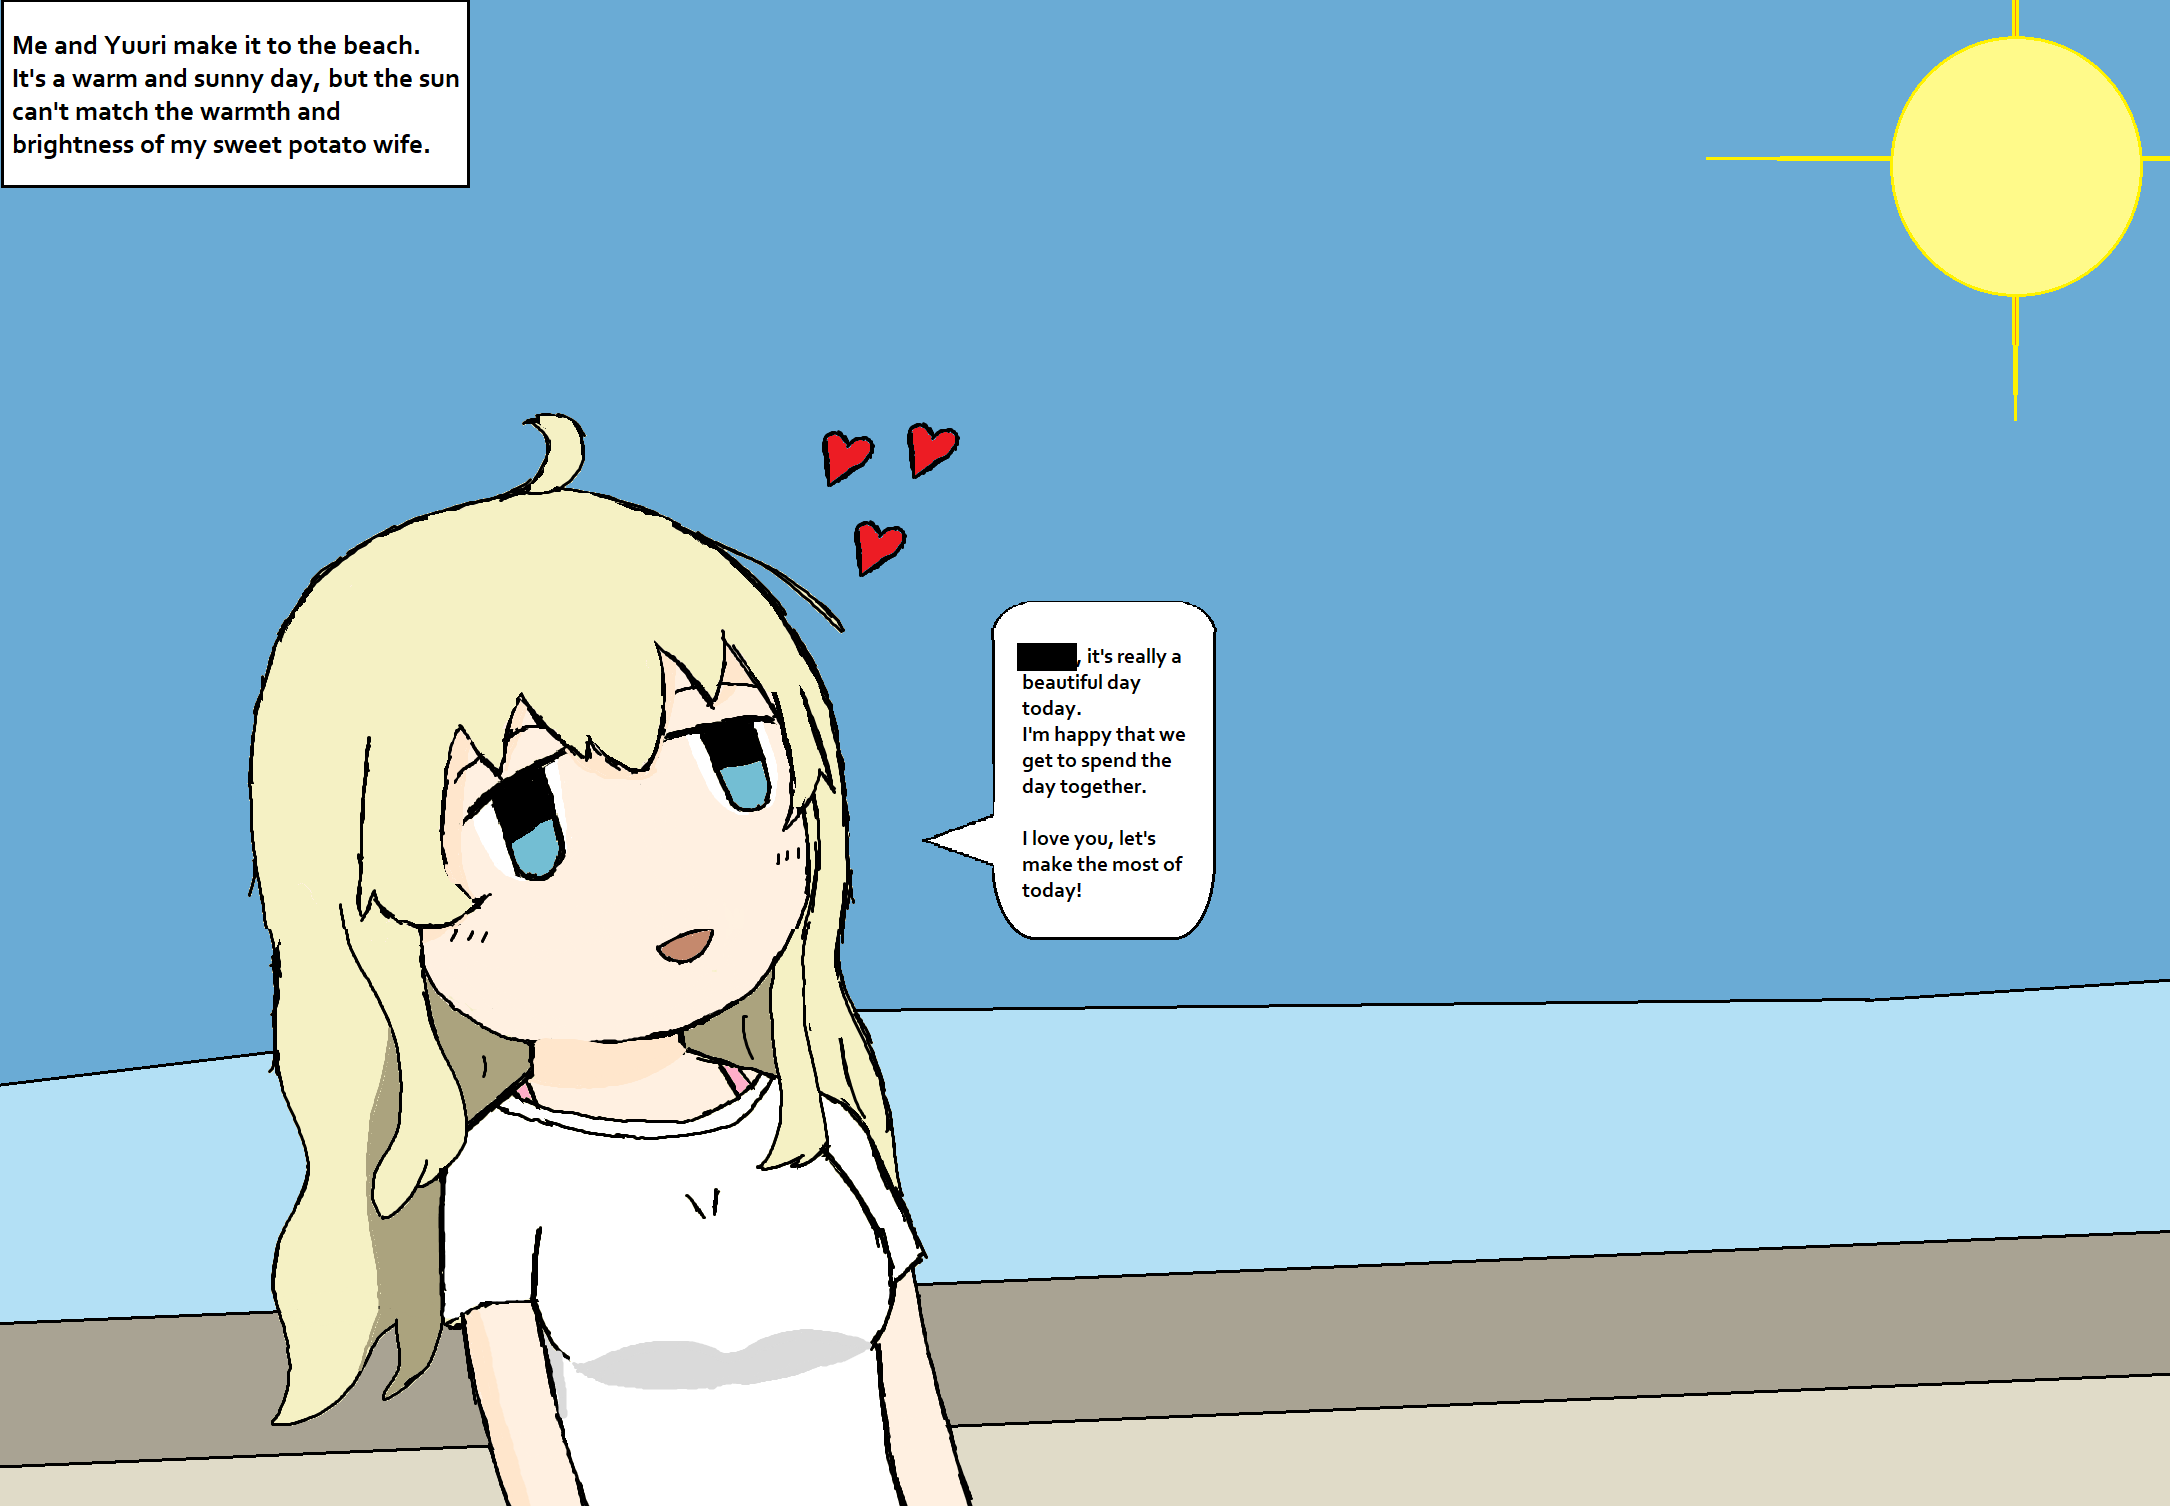 Me and Yuuri make it to the beach.
It's a warm and sunny day, but the sun
can't match the warmth and
brightness of my sweet potato wife.
, it's really a
beautiful day
today.
I'm happy that we
get to spend the
day together.
I love you, let's
make the most of
today!